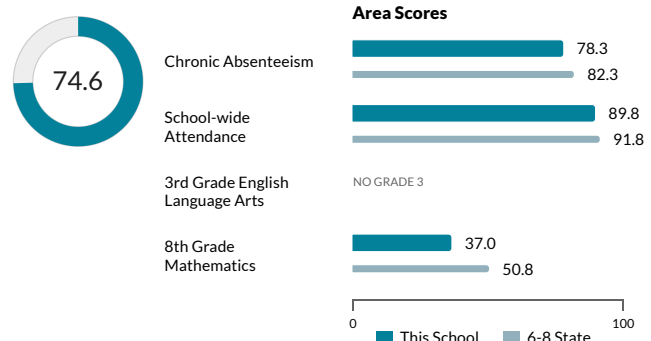 Area Scores
74.6
Chronic Absenteeism
78.3
82.3
School-wide
Attendance
89.8
91.8
3rd Grade English
Language Arts
NO GRADE 3
8th Grade
Mathematics
37.0
50.8
0
100
This School
6-8 State